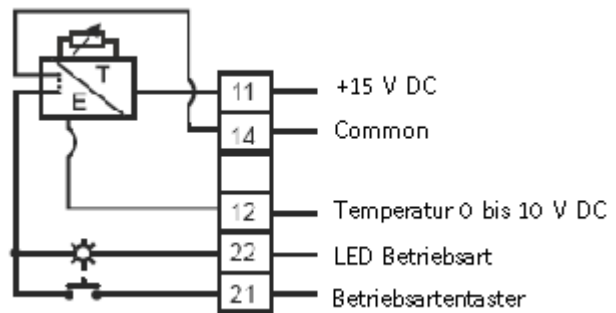 T
E
11 +15 V DC
14 Common
12 Temperatur 0 bis 10 V DC
22 LED Betriebsart
21 Betriebsartentaster